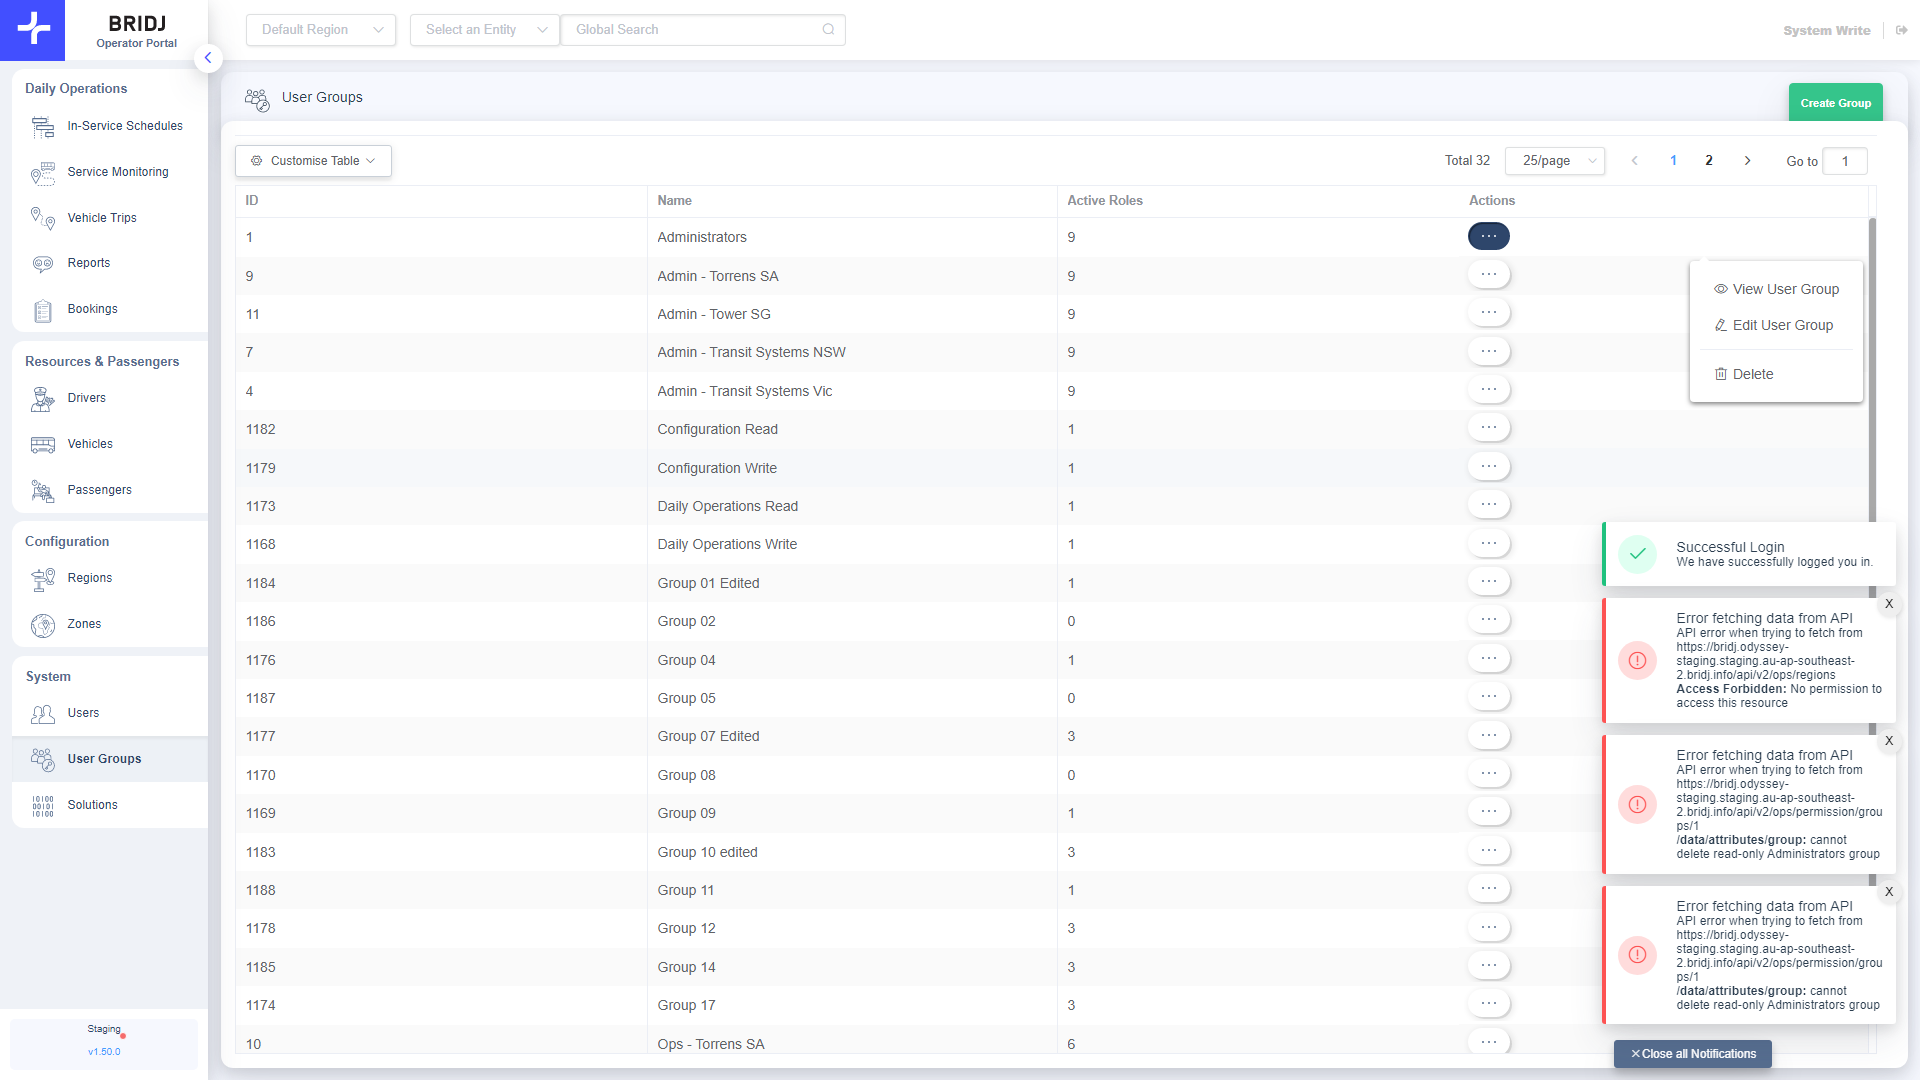 BRIDJ
Operator Portal
Default Region
Select an Entity
Global Search
System Write
Daily Operations
In-Service Schedules
Service Monitoring
Vehicle Trips
Reports
Bookings
Resources & Passengers
Drivers
Vehicles
Passengers
Configuration
Regions
Zones
System
Users
User Groups
Solutions
Staging
v1.50.0
User Groups
Create Group
Customise Table
Total 32
25/page
1
2
Go to
1
ID Name Active Roles Actions
1 Administrators 9 ...
9 Admin - Torrens SA 9 ...
11 Admin - Tower SG 9 ...
7 Admin - Transit Systems NSW 9 ...
4 Admin - Transit Systems Vic 9 ...
1182 Configuration Read 1 ...
1179 Configuration Write 1 ...
1173 Daily Operations Read 1 ...
1168 Daily Operations Write 1 ...
1184 Group 01 Edited 1 ...
1186 Group 02 0 ...
1176 Group 04 1 ...
1187 Group 05 0 ...
1177 Group 07 Edited 3 ...
1170 Group 08 0 ...
1169 Group 09 1 ...
1183 Group 10 edited 3 ...
1188 Group 11 1 ...
1178 Group 12 3 ...
1185 Group 14 3 ...
1174 Group 17 3 ...
10 Ops - Torrens SA 6 ...
View User Group
Edit User Group
Delete
Successful Login
We have successfully logged you in.
X
Error fetching data from API
API error when trying to fetch from
https://bridj.odyssey-
staging.staging.au-ap-southeast-
2.bridj.info/api/v2/ops/regions
Access Forbidden: No permission to
access this resource
X
Error fetching data from API
API error when trying to fetch from
https://bridj.odyssey-
staging.staging.au-ap-southeast-
2.bridj.info/api/v2/ops/permission/grou
ps/1
/data/attributes/group: cannot
delete read-only Administrators group
X
Error fetching data from API
API error when trying to fetch from
https://bridj.odyssey-
staging.staging.au-ap-southeast-
2.bridj.info/api/v2/ops/permission/grou
ps/1
/data/attributes/group: cannot
delete read-only Administrators group
×Close all Notifications